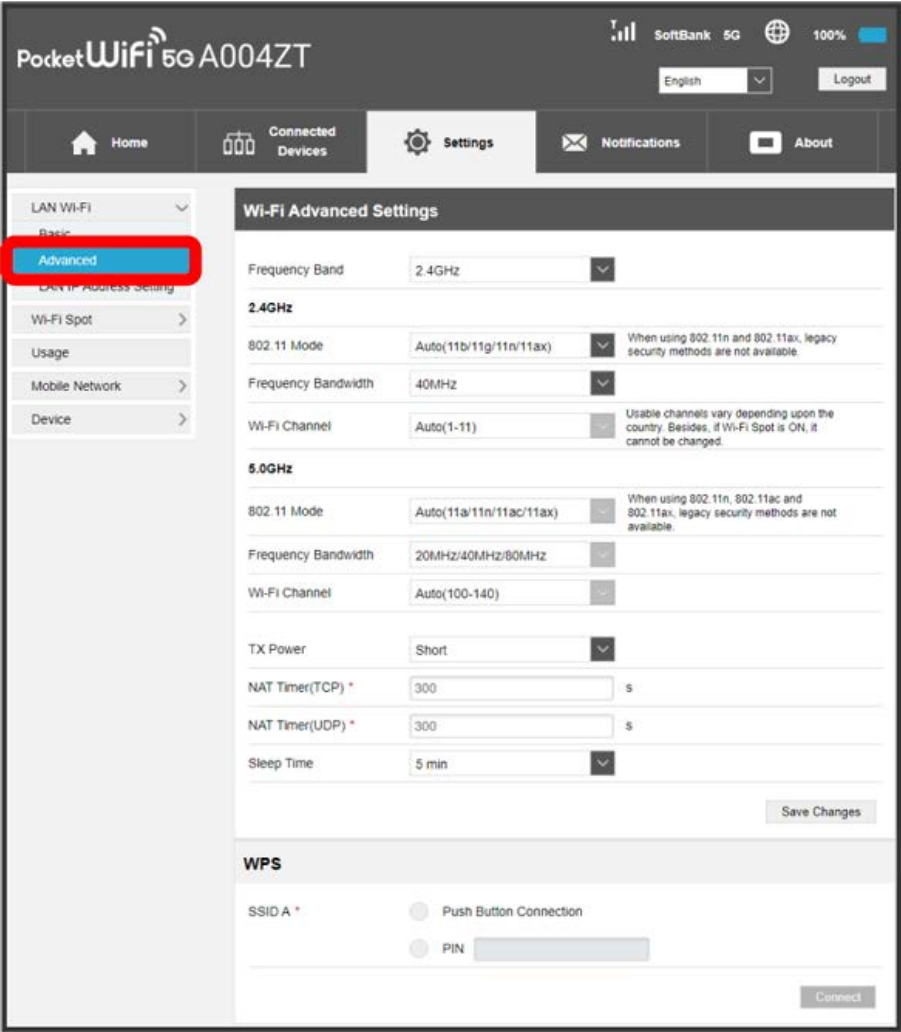 Pocket WiFi 5G A004ZT
SoftBank 5G 100%
English Logout
Home
Connected Devices
Settings
Notifications
About
LAN Wi-Fi
Basic
Advanced
LAN IP Address Setting
Wi-Fi Spot
Usage
Mobile Network
Device
Wi-Fi Advanced Settings
Frequency Band 2.4GHz
2.4GHz
802.11 Mode Auto(11b/11g/11n/11ax) When using 802.11n and 802.11ax, legacy
security methods are not available.
Frequency Bandwidth 40MHz
Wi-Fi Channel Auto(1-11) Usable channels vary depending upon the
country. Besides, if Wi-Fi Spot is ON, it
cannot be changed.
5.0GHz
802.11 Mode Auto(11a/11n/11ac/11ax) When using 802.11n, 802.11ac and
802.11ax, legacy security methods are not
available.
Frequency Bandwidth 20MHz/40MHz/80MHz
Wi-Fi Channel Auto(100-140)
TX Power Short
NAT Timer(TCP) * 300 s
NAT Timer(UDP) * 300 s
Sleep Time 5 min
Save Changes
WPS
SSID A * Push Button Connection
PIN
Connect